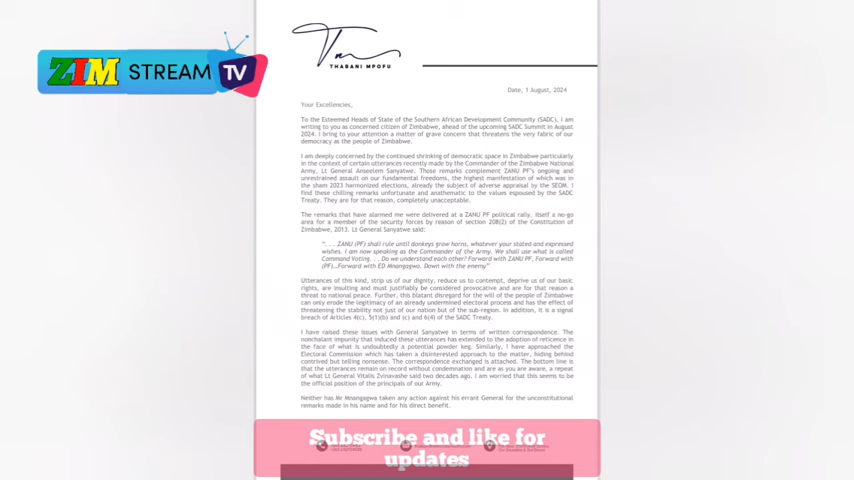 ZIM STREAM TV
Tm
THABANI MPOFU
Date, 1 August, 2024
Your Excellencies,
To the Esteemed Heads of State of the Southern African Development Community (SADC), I am
writing to you as concerned citizen of Zimbabwe, ahead of the upcoming SADC Summit in August
2024. I bring to your attention a matter of grave concern that threatens the very fabric of our
democracy as the people of Zimbabwe.
I am deeply concerned by the continued shrinking of democratic space in Zimbabwe particularly
in the context of certain utterances recently made by the Commander of the Zimbabwe National
Army, Lt General Anseelem Sanyatwe. Those remarks complement ZANU PF's ongoing and
unrestrained assault on our fundamental freedoms, the highest manifestation of which was in
the sham 2023 harmonized elections, already the subject of adverse appraisal by the SEOM. I
find these chilling remarks unfortunate and anathematic to the values espoused by the SADC
Treaty. They are for that reason, completely unacceptable.
The remarks that have alarmed me were delivered at a ZANU PF political rally, itself a no-go
area for a member of the security forces by reason of section 208(2) of the Constitution of
Zimbabwe, 2013. Lt General Sanyatwe said:
". . . ZANU (PF) shall rule until donkeys grow horns, whatever your stated and expressed
wishes. I am now speaking as the Commander of the Army. We shall use what is called
Command Voting. . . Do we understand each other? Forward with ZANU PF, Forward with
(PF)...Forward with ED Mnangagwa. Down with the enemy"
Utterances of this kind, strip us of our dignity, reduce us to contempt, deprive us of our basic
rights, are insulting and must justifiably be considered provocative and are for that reason a
threat to national peace. Further, this blatant disregard for the will of the people of Zimbabwe
can only erode the legitimacy of an already undermined electoral process and has the effect of
threatening the stability not just of our nation but of the sub-region. In addition, it is a signal
breach of Articles 4(c), 5(1)(b) and (c) and 6(4) of the SADC Treaty.
I have raised these issues with General Sanyatwe in terms of written correspondence. The
nonchalant impunity that induced these utterances has extended to the adoption of reticence in
the face of what is undoubtedly a potential powder keg. Similarly, I have approached the
Electoral Commission which has taken a disinterested approach to the matter, hiding behind
contrived but telling nonsense. The correspondence exchanged is attached. The bottom line is
that the utterances remain on record without condemnation and are as you are aware, a repeat
of what Lt General Vitalis Zvinavashe said two decades ago. I am worried that this seems to be
the official position of the principals of our Army.
Neither has Mr Mnangagwa taken any action against his errant General for the unconstitutional
remarks made in his name and for his direct benefit.
Subscribe and like for
updates